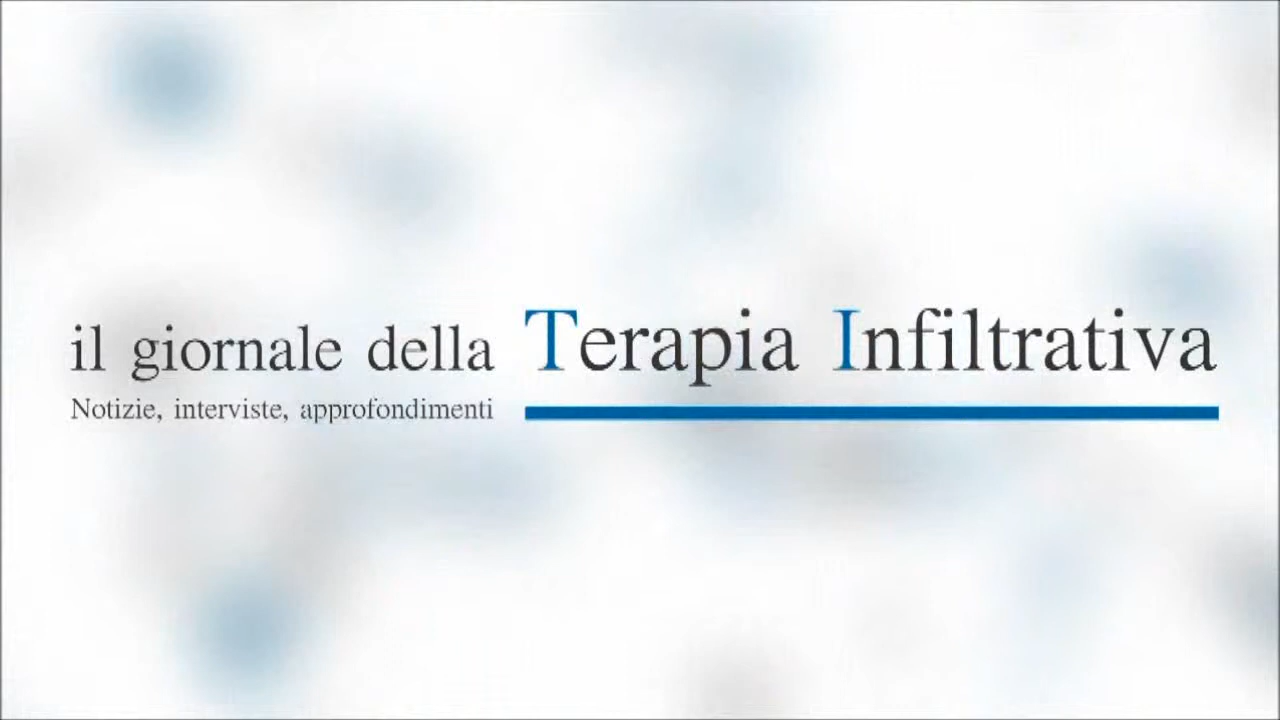 il giornale della Terapia Infiltrativa
Notizie, interviste, approfondimenti